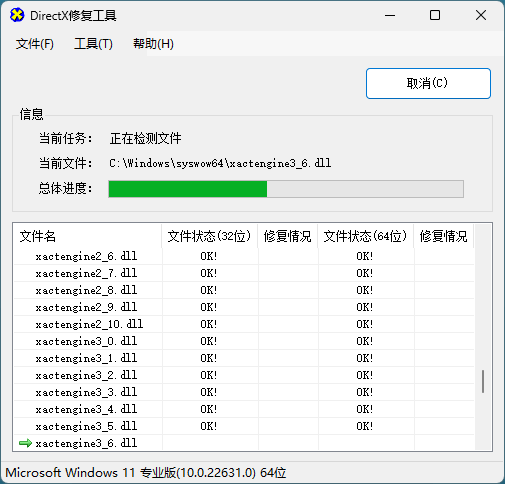 DirectX修复工具
文件(F) 工具(T) 帮助(H)
取消(C)
信息
当前任务: 正在检测文件
当前文件: C:\Windows\syswow64\xactengine3_6.dll
总体进度:
文件名 文件状态(32位) 修复情况 文件状态(64位) 修复情况
xactengine2_6.dll OK! OK!
xactengine2_7.dll OK! OK!
xactengine2_8.dll OK! OK!
xactengine2_9.dll OK! OK!
xactengine2_10.dll OK! OK!
xactengine3_0.dll OK! OK!
xactengine3_1.dll OK! OK!
xactengine3_2.dll OK! OK!
xactengine3_3.dll OK! OK!
xactengine3_4.dll OK! OK!
xactengine3_5.dll OK! OK!
xactengine3_6.dll
Microsoft Windows 11 专业版(10.0.22631.0) 64位